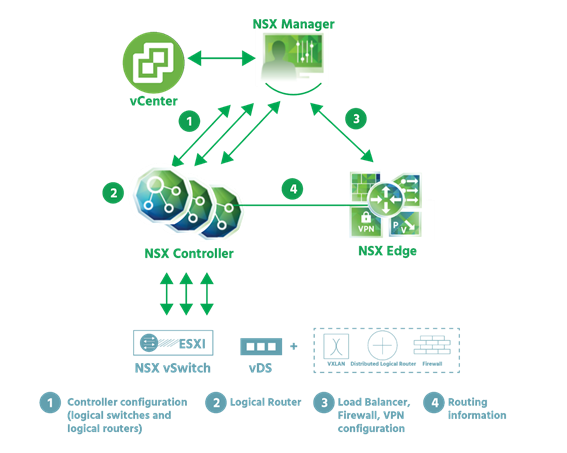 NSX Manager
vCenter
1
3
2
4
VPN
P
V
NSX Controller
NSX Edge
ESXI
NSX vSwitch
vDS
+
VXLAN
Distributed Logical Router
Firewall
1 Controller configuration
(logical switches and
logical routers)
2 Logical Router
3 Load Balancer,
Firewall, VPN
configuration
4 Routing
information